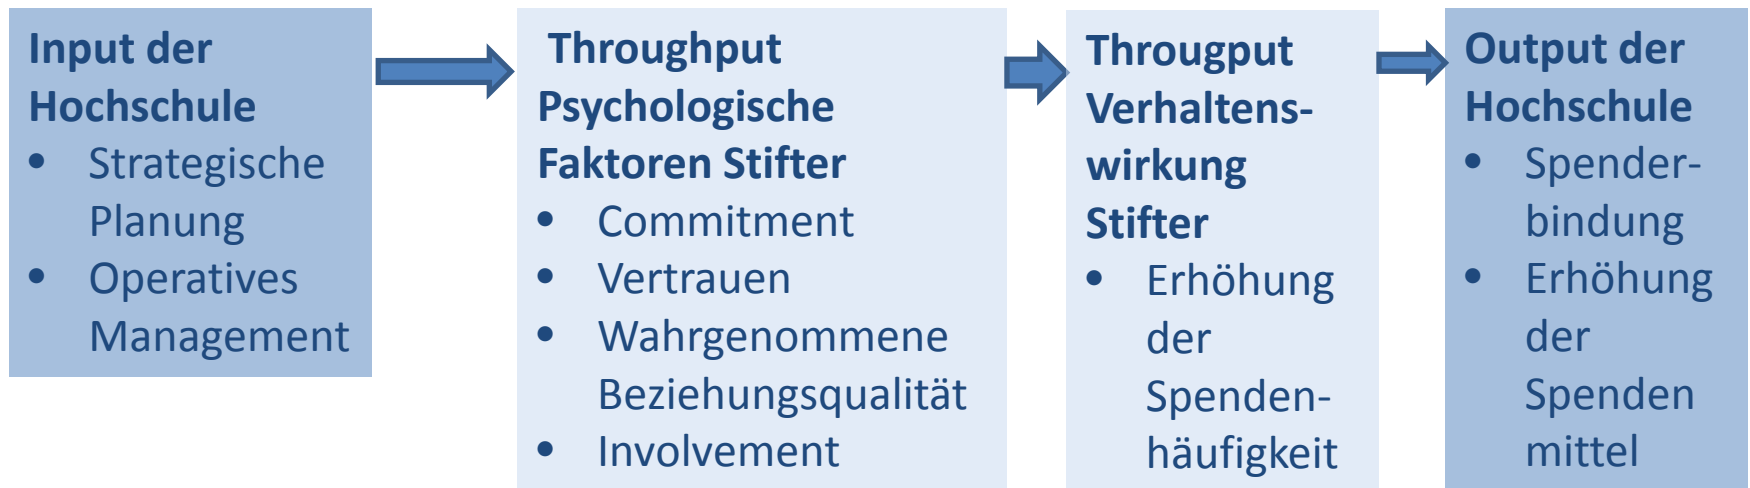 Input der
Hochschule
• Strategische
Planung
• Operatives
Management
Throughput
Psychologische
Faktoren Stifter
• Commitment
• Vertrauen
• Wahrgenommene
Beziehungsqualität
• Involvement
Througput
Verhaltens-
wirkung
Stifter
• Erhöhung
der
Spenden-
häufigkeit
Output der
Hochschule
• Spender-
bindung
• Erhöhung
der
Spenden
mittel